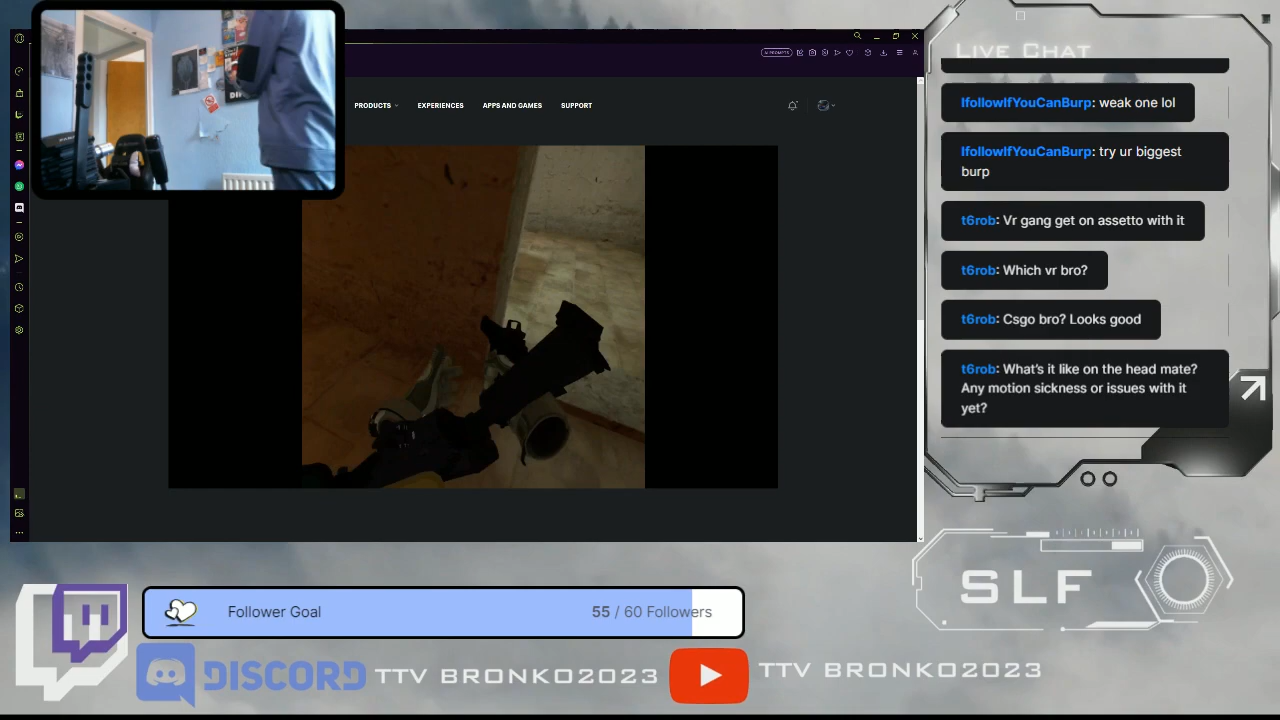 AI PROMPTS
PRODUCTS
EXPERIENCES
APPS AND GAMES
SUPPORT
LIVE CHAT
IfollowIfYouCanBurp: weak one lol
IfollowIfYouCanBurp: try ur biggest
burp
t6rob: Vr gang get on assetto with it
t6rob: Which vr bro?
t6rob: Csgo bro? Looks good
t6rob: What's it like on the head mate?
Any motion sickness or issues with it
yet?
SLF
Follower Goal
55 / 60 Followers
DISCORD
TTV BRONKO2023
TTV BRONKO2023